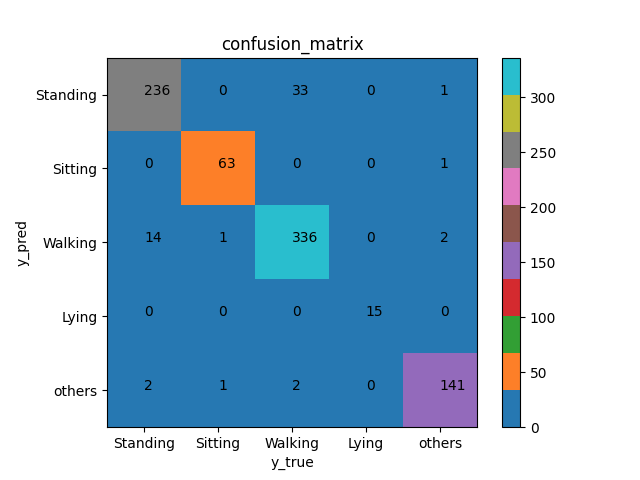 confusion_matrix
Standing 236 0 33 0 1
Sitting 0 63 0 0 1
Walking 14 1 336 0 2
Lying 0 0 0 15 0
others 2 1 2 0 141
Standing Sitting Walking Lying others
y_true
y_pred
300
250
200
150
100
50
0